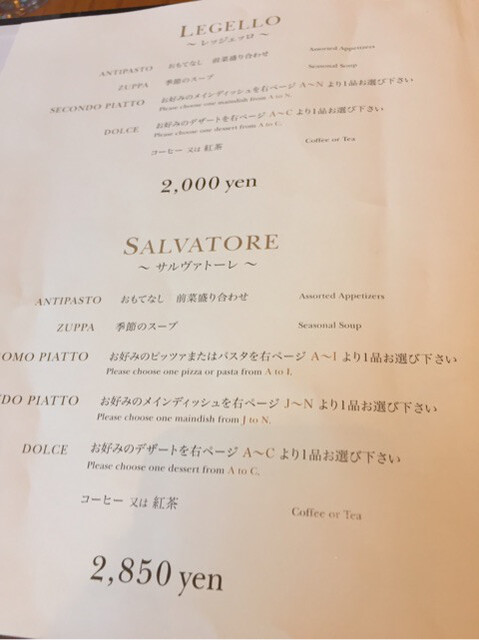 LEGELLO
～ レッジェッロ ～
ANTIPASTO おもてなし 前菜盛り合わせ Assorted Appetizers
ZUPPA 季節のスープ Seasonal Soup
SECONDO PIATTO お好みのメインディッシュを右ページ A～N より1品お選び下さい
Please choose one maindish from A to N.
DOLCE お好みのデザートを右ページ A～C より1品お選び下さい
Please choose one dessert from A to C.
コーヒー 又は 紅茶 Coffee or Tea
2,000 yen
SALVATORE
～ サルヴァトーレ ～
ANTIPASTO おもてなし 前菜盛り合わせ Assorted Appetizers
ZUPPA 季節のスープ Seasonal Soup
OMO PIATTO お好みのピッツァまたはパスタを右ページ A～I より1品お選び下さい
Please choose one pizza or pasta from A to I.
DO PIATTO お好みのメインディッシュを右ページ J～N より1品お選び下さい
Please choose one maindish from J to N.
DOLCE お好みのデザートを右ページ A～C より1品お選び下さい
Please choose one dessert from A to C.
コーヒー 又は 紅茶 Coffee or Tea
2,850 yen